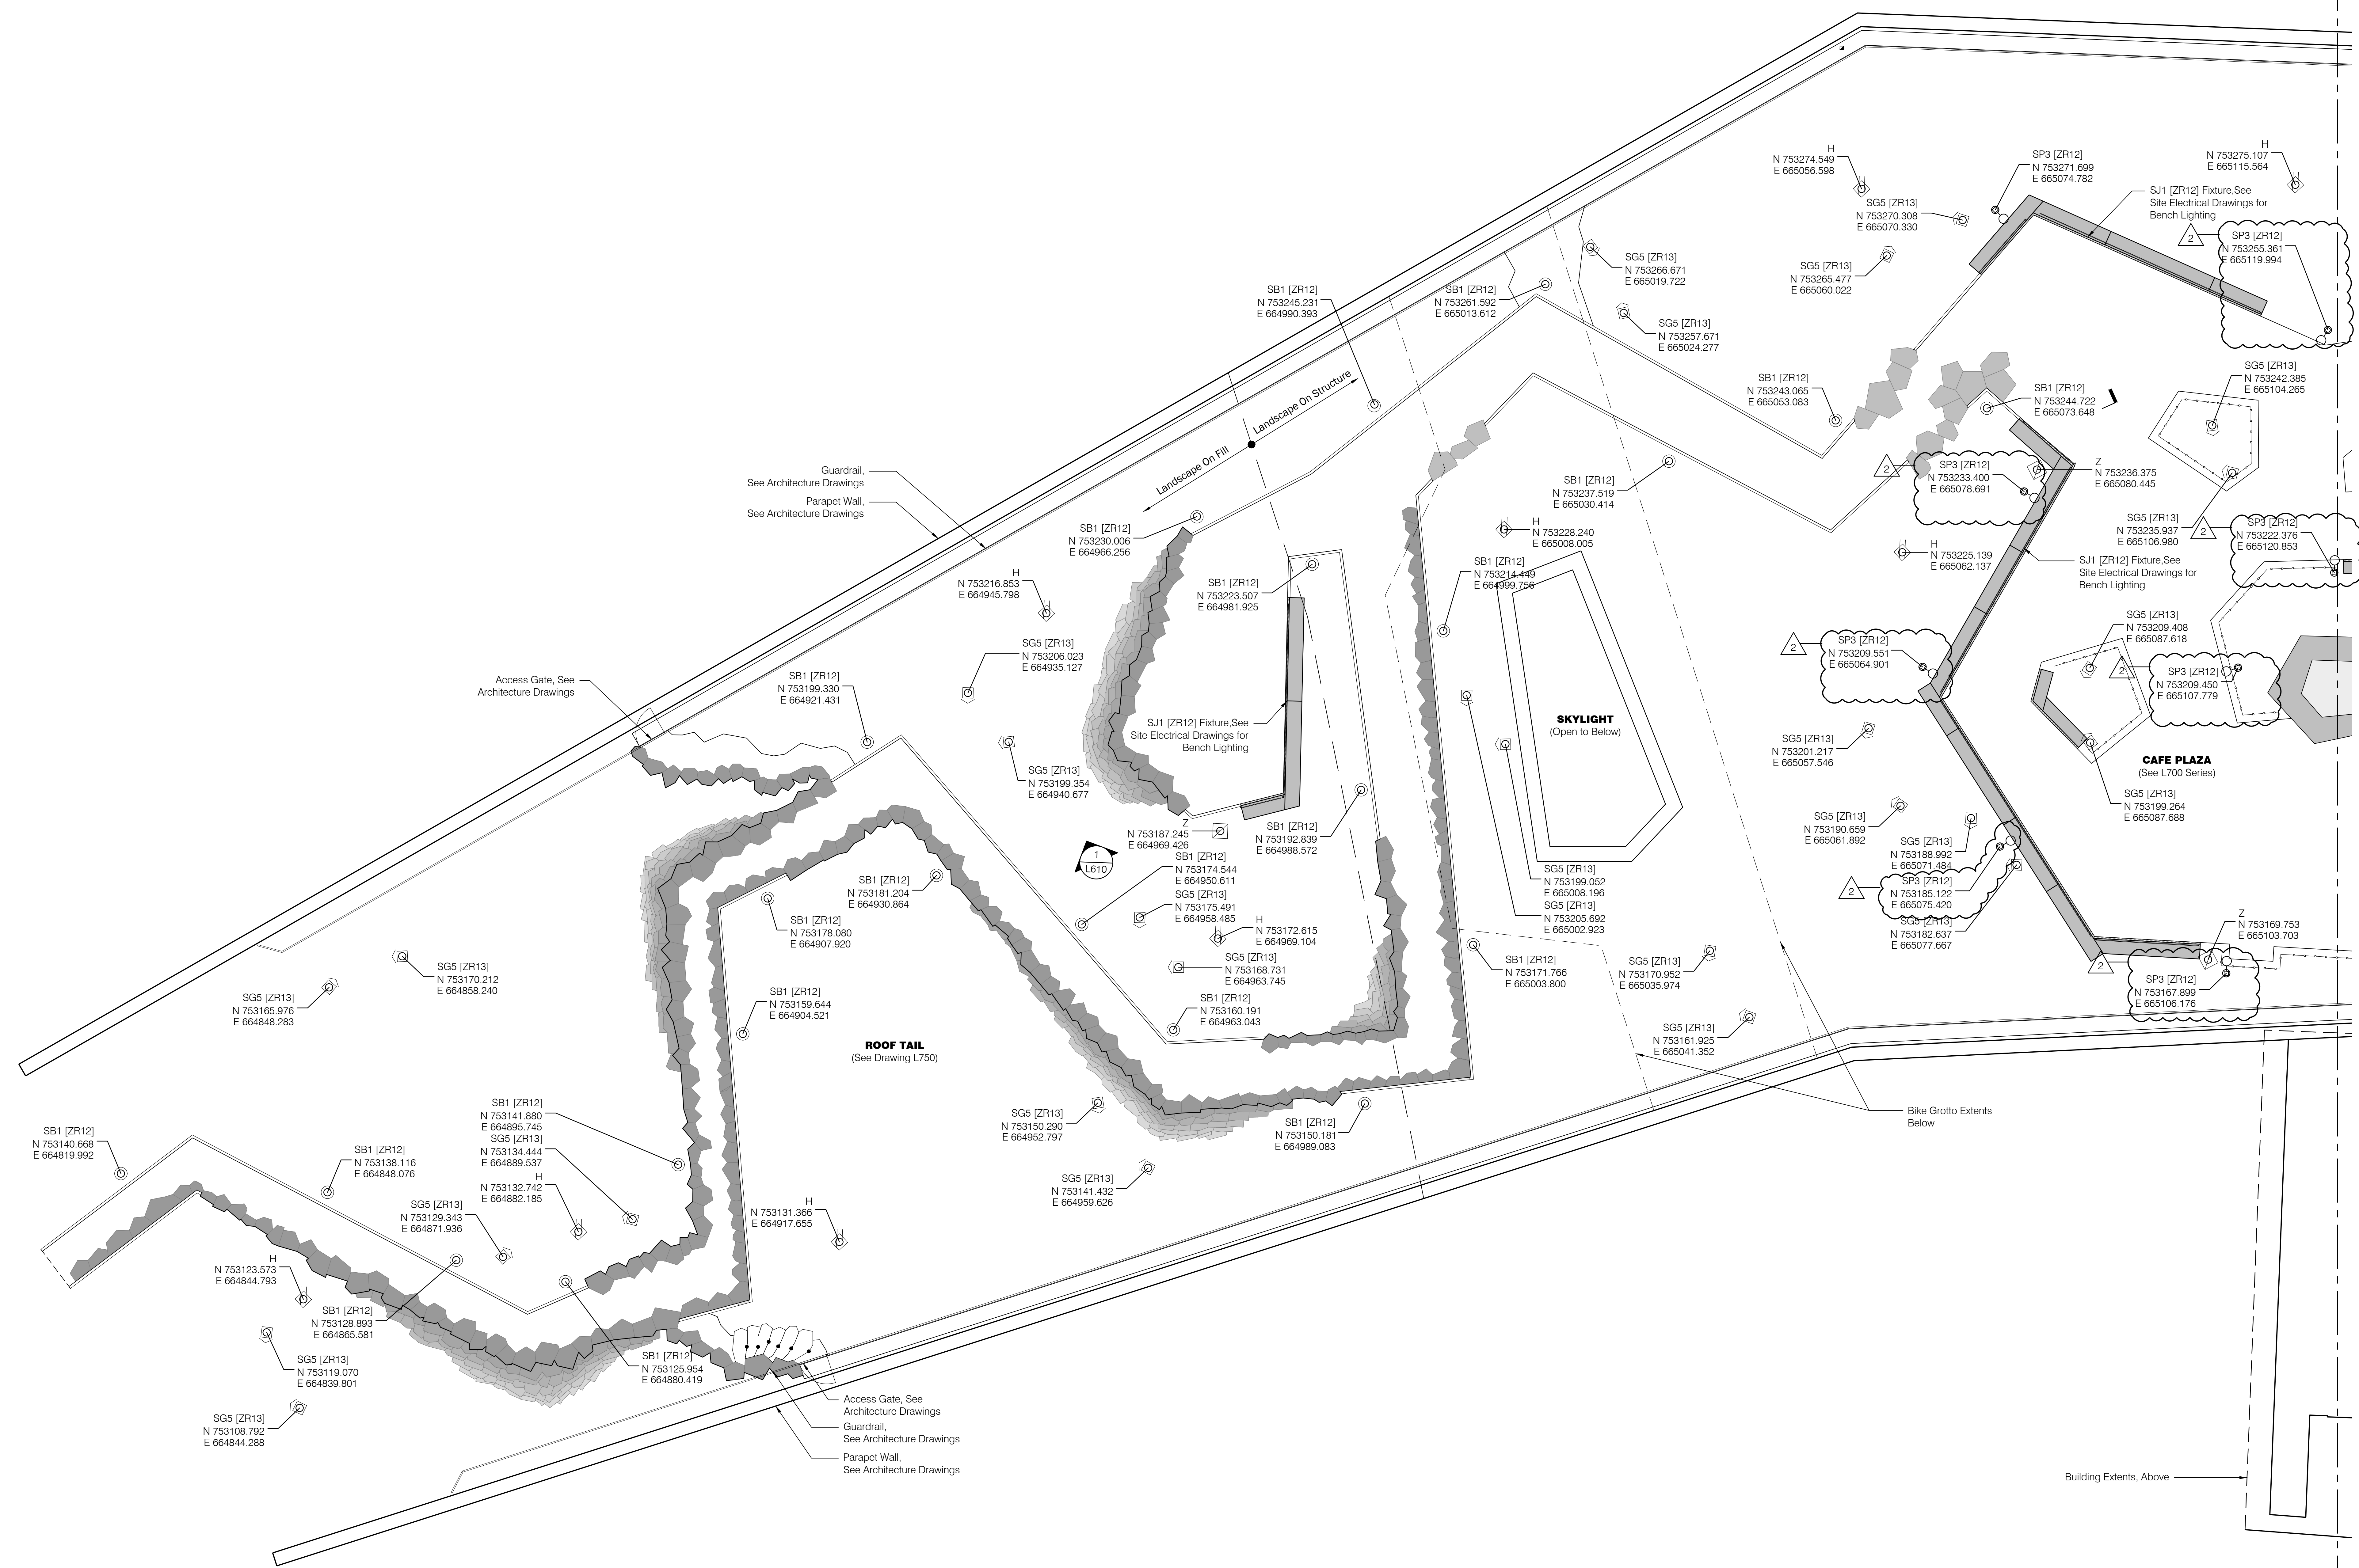 H
N 753274.549
E 665056.598
SP3 [ZR12]
N 753271.699
E 665074.782
H
N 753275.107
E 665115.564
SJ1 [ZR12] Fixture,See
Site Electrical Drawings for
Bench Lighting
SG5 [ZR13]
N 753270.308
E 665070.330
2
SP3 [ZR12]
N 753255.361
E 665119.994
SG5 [ZR13]
N 753266.671
E 665019.722
SG5 [ZR13]
N 753265.477
E 665060.022
SB1 [ZR12]
N 753245.231
E 664990.393
SB1 [ZR12]
N 753261.592
E 665013.612
SG5 [ZR13]
N 753257.671
E 665024.277
SG5 [ZR13]
N 753242.385
E 665104.265
SB1 [ZR12]
N 753243.065
E 665053.083
SB1 [ZR12]
N 753244.722
E 665073.648
Landscape On Structure
Landscape On Fill
Guardrail,
See Architecture Drawings
Parapet Wall,
See Architecture Drawings
2
SP3 [ZR12]
N 753233.400
E 665078.691
Z
N 753236.375
E 665080.445
SB1 [ZR12]
N 753237.519
E 665030.414
SG5 [ZR13]
N 753235.937
E 665106.980
2
SP3 [ZR12]
N 753222.376
E 665120.853
SB1 [ZR12]
N 753230.006
E 664966.256
H
N 753228.240
E 665008.005
H
N 753225.139
E 665062.137
SJ1 [ZR12] Fixture,See
Site Electrical Drawings for
Bench Lighting
H
N 753216.853
E 664945.798
SB1 [ZR12]
N 753223.507
E 664981.925
SB1 [ZR12]
N 753214.449
E 664999.756
SG5 [ZR13]
N 753209.408
E 665087.618
SG5 [ZR13]
N 753206.023
E 664935.127
2
SP3 [ZR12]
N 753209.551
E 665064.901
2
SP3 [ZR12]
N 753209.450
E 665107.779
Access Gate, See
Architecture Drawings
SB1 [ZR12]
N 753199.330
E 664921.431
SJ1 [ZR12] Fixture,See
Site Electrical Drawings for
Bench Lighting
SKYLIGHT
(Open to Below)
SG5 [ZR13]
N 753201.217
E 665057.546
CAFE PLAZA
(See L700 Series)
SG5 [ZR13]
N 753199.354
E 664940.677
SG5 [ZR13]
N 753199.264
E 665087.688
Z
N 753187.245
E 664969.426
SB1 [ZR12]
N 753192.839
E 664988.572
SG5 [ZR13]
N 753190.659
E 665061.892
SG5 [ZR13]
N 753188.992
E 665071.484
1
L610
SB1 [ZR12]
N 753174.544
E 664950.611
SG5 [ZR13]
N 753199.052
E 665008.196
2
SP3 [ZR12]
N 753185.122
E 665075.420
SB1 [ZR12]
N 753181.204
E 664930.864
SG5 [ZR13]
N 753175.491
E 664958.485
SG5 [ZR13]
N 753205.692
E 665002.923
SG5 [ZR13]
N 753182.637
E 665077.667
SB1 [ZR12]
N 753178.080
E 664907.920
H
N 753172.615
E 664969.104
Z
N 753169.753
E 665103.703
SG5 [ZR13]
N 753170.212
E 664858.240
SG5 [ZR13]
N 753168.731
E 664963.745
SB1 [ZR12]
N 753171.766
E 665003.800
SG5 [ZR13]
N 753170.952
E 665035.974
2
SP3 [ZR12]
N 753167.899
E 665106.176
SG5 [ZR13]
N 753165.976
E 664848.283
SB1 [ZR12]
N 753159.644
E 664904.521
SB1 [ZR12]
N 753160.191
E 664963.043
SG5 [ZR13]
N 753161.925
E 665041.352
ROOF TAIL
(See Drawing L750)
SB1 [ZR12]
N 753141.880
E 664895.745
SG5 [ZR13]
N 753150.290
E 664952.797
SB1 [ZR12]
N 753150.181
E 664989.083
Bike Grotto Extents
Below
SB1 [ZR12]
N 753140.668
E 664819.992
SB1 [ZR12]
N 753138.116
E 664848.076
SG5 [ZR13]
N 753134.444
E 664889.537
H
N 753132.742
E 664882.185
SG5 [ZR13]
N 753141.432
E 664959.626
SG5 [ZR13]
N 753129.343
E 664871.936
H
N 753131.366
E 664917.655
H
N 753123.573
E 664844.793
SB1 [ZR12]
N 753128.893
E 664865.581
SG5 [ZR13]
N 753119.070
E 664839.801
SB1 [ZR12]
N 753125.954
E 664880.419
SG5 [ZR13]
N 753108.792
E 664844.288
Access Gate, See
Architecture Drawings
Guardrail,
See Architecture Drawings
Parapet Wall,
See Architecture Drawings
Building Extents, Above